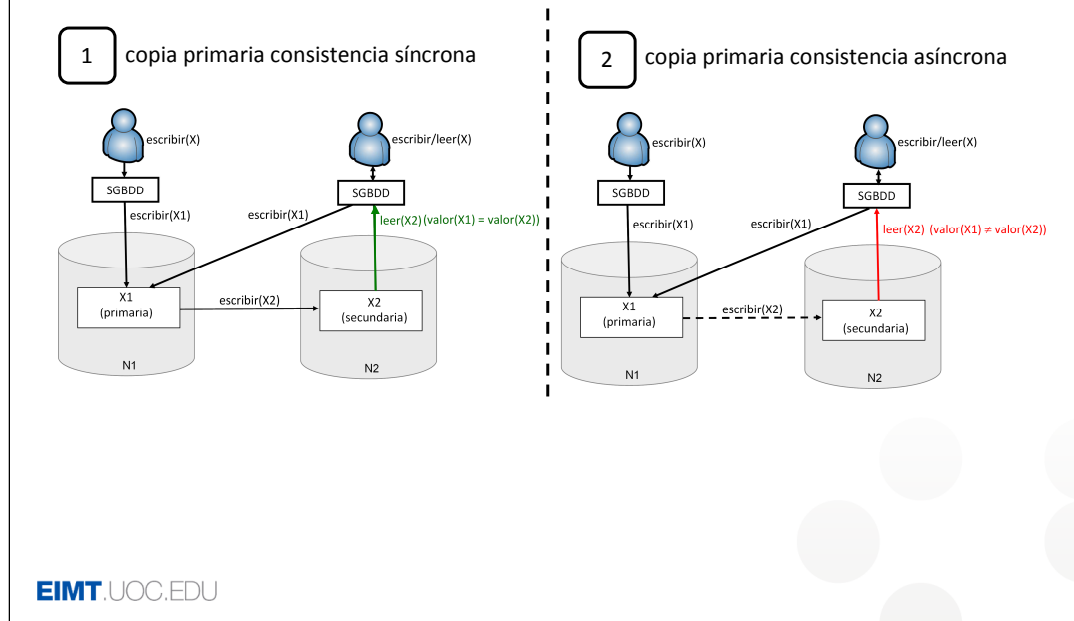 1
copia primaria consistencia síncrona
escribir(X)
escribir/leer(X)
SGBDD
SGBDD
escribir(X1)
escribir(X1)
leer(X2) (valor(X1) = valor(X2))
X1
(primaria)
escribir(X2)
X2
(secundaria)
N1
N2
2
copia primaria consistencia asíncrona
escribir(X)
escribir/leer(X)
SGBDD
SGBDD
escribir(X1)
escribir(X1)
leer(X2) (valor(X1) ≠ valor(X2))
X1
(primaria)
escribir(X2)
X2
(secundaria)
N1
N2
EIMT.UOC.EDU